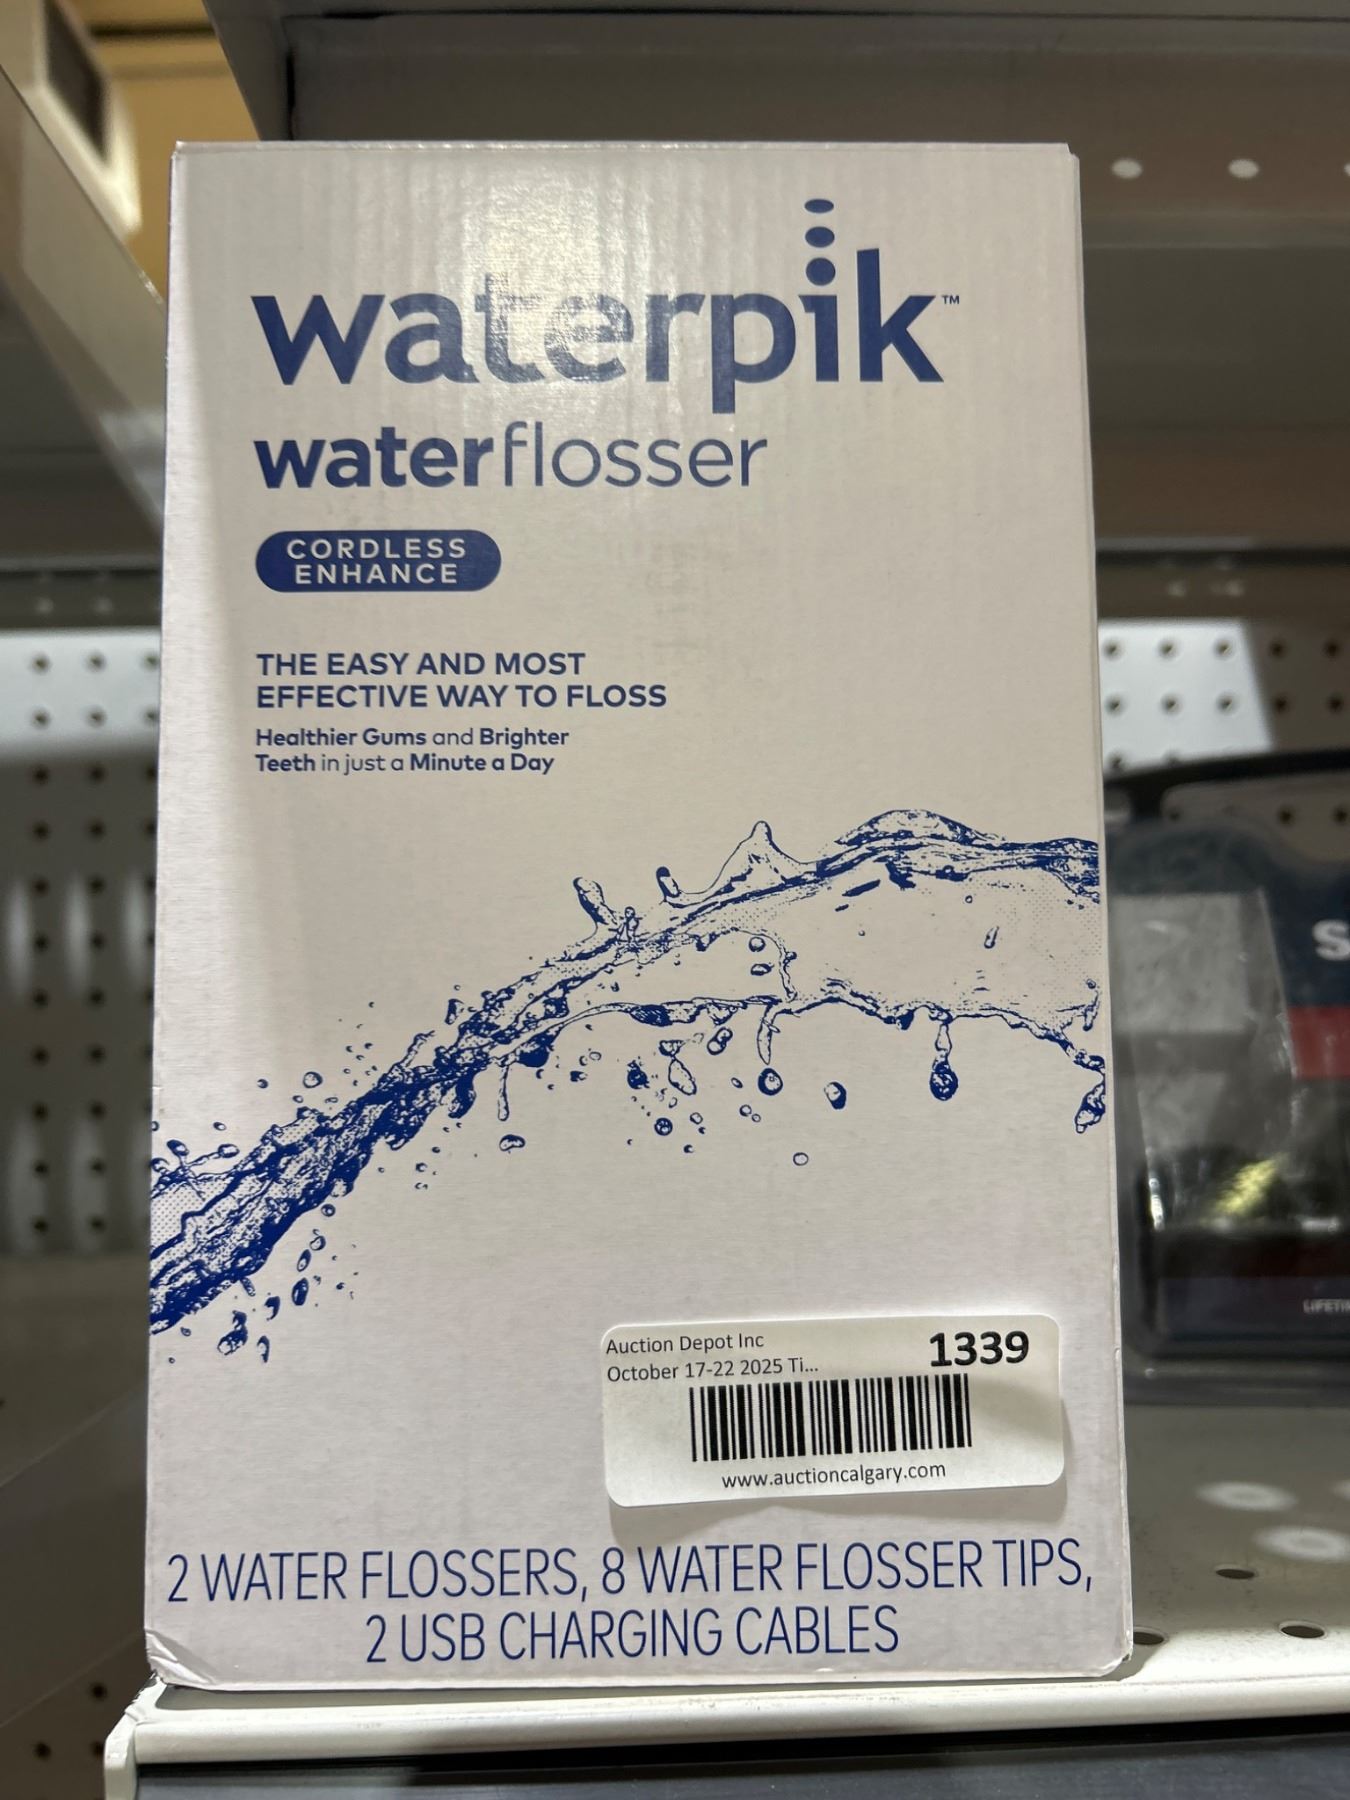 waterpik™
waterflosser
CORDLESS
ENHANCE
THE EASY AND MOST
EFFECTIVE WAY TO FLOSS
Healthier Gums and Brighter
Teeth in just a Minute a Day
Auction Depot Inc
1339
October 17-22 2025 Ti...
www.auctioncalgary.com
2 WATER FLOSSERS, 8 WATER FLOSSER TIPS,
2 USB CHARGING CABLES